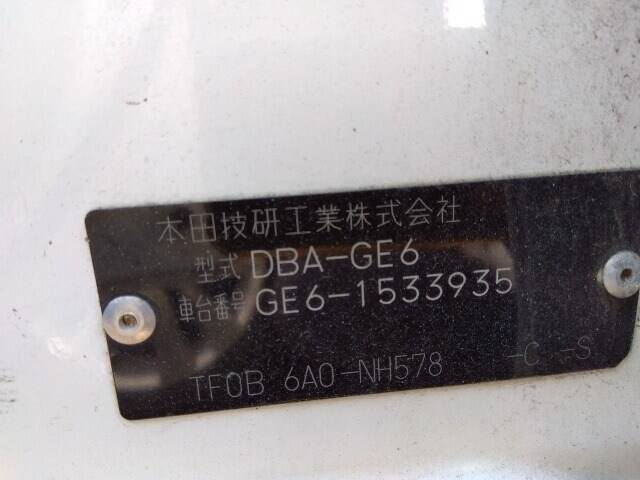 本田技研工業株式会社
型式 DBA-GE6
車台番号 GE6-1533935
TF0B 6A0-NH578 -C -S